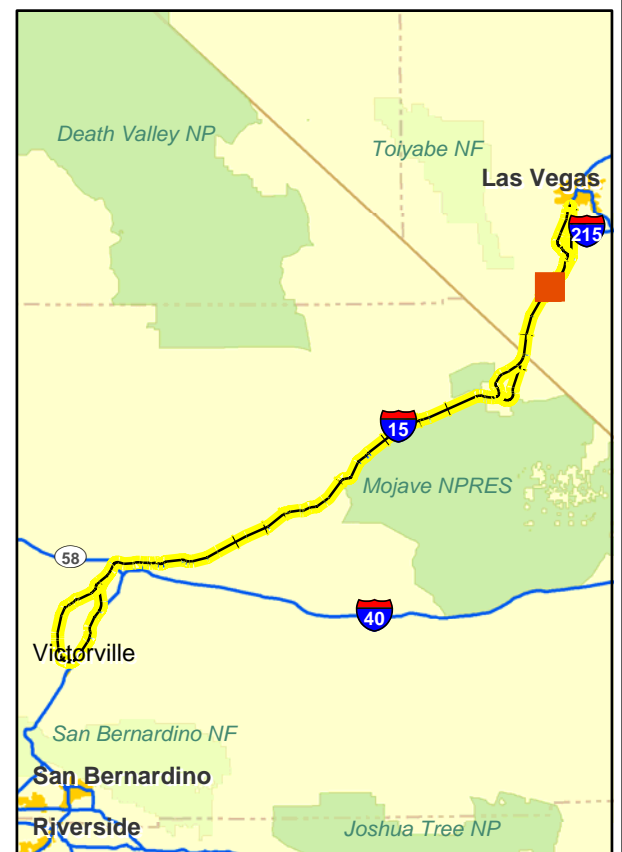 Death Valley NP
Toiyabe NF
Las Vegas
215
15
Mojave NPRES
58
40
Victorville
San Bernardino NF
San Bernardino
Riverside
Joshua Tree NP